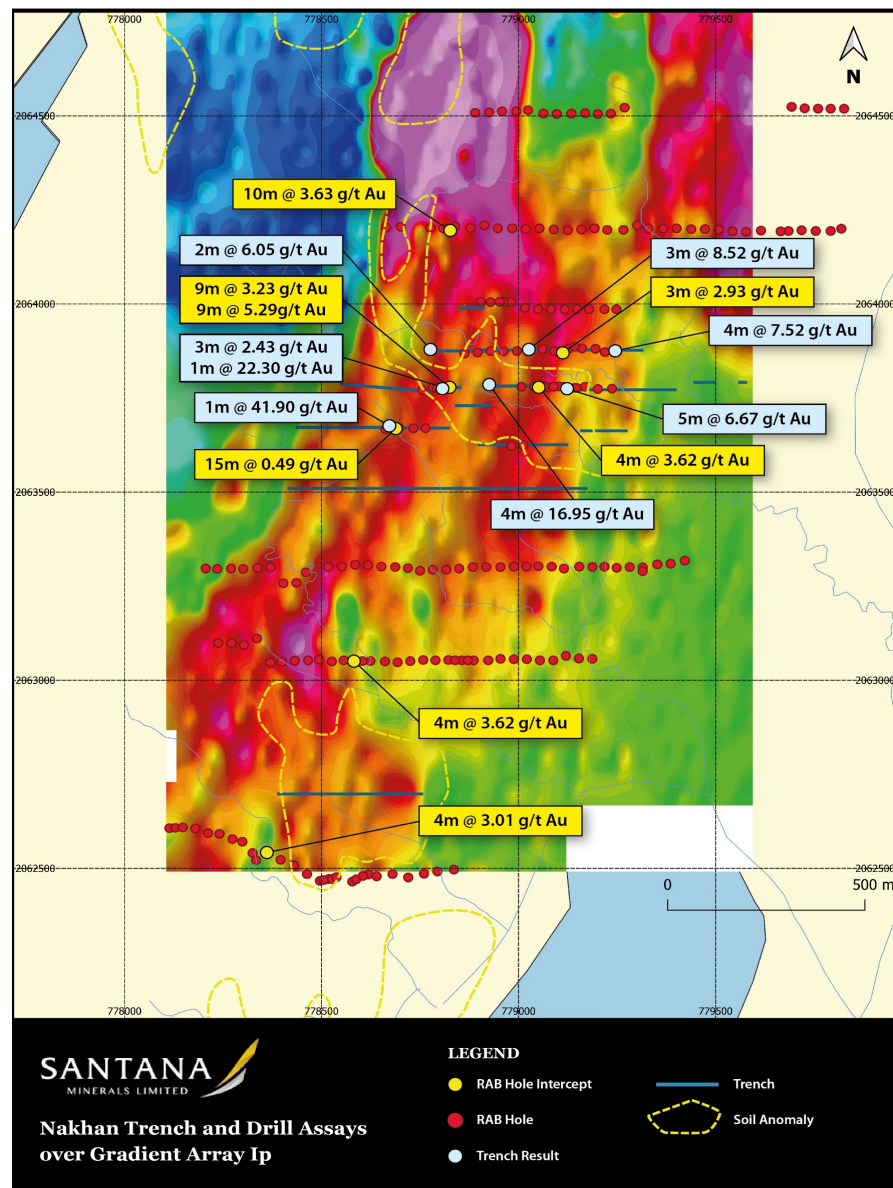 778000 778500 779000 779500
N
2064500
10m @ 3.63 g/t Au
2m @ 6.05 g/t Au
3m @ 8.52 g/t Au
9m @ 3.23 g/t Au
9m @ 5.29g/t Au
3m @ 2.93 g/t Au
2064000
4m @ 7.52 g/t Au
3m @ 2.43 g/t Au
1m @ 22.30 g/t Au
1m @ 41.90 g/t Au
5m @ 6.67 g/t Au
15m @ 0.49 g/t Au
4m @ 3.62 g/t Au
2063500
4m @ 16.95 g/t Au
2063000
4m @ 3.62 g/t Au
4m @ 3.01 g/t Au
2062500
0 500 m
778000 778500 779000 779500
SANTANA
MINERALS LIMITED
Nakhan Trench and Drill Assays
over Gradient Array Ip
LEGEND
RAB Hole Intercept
RAB Hole
Trench Result
Trench
Soil Anomaly